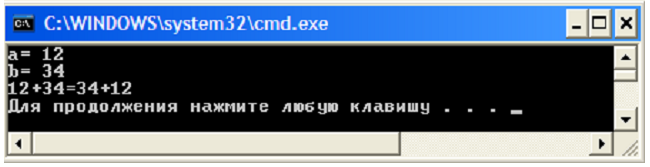 C:\WINDOWS\system32\cmd.exe
a= 12
b= 34
12+34=34+12
Для продолжения нажмите любую клавишу . . . _